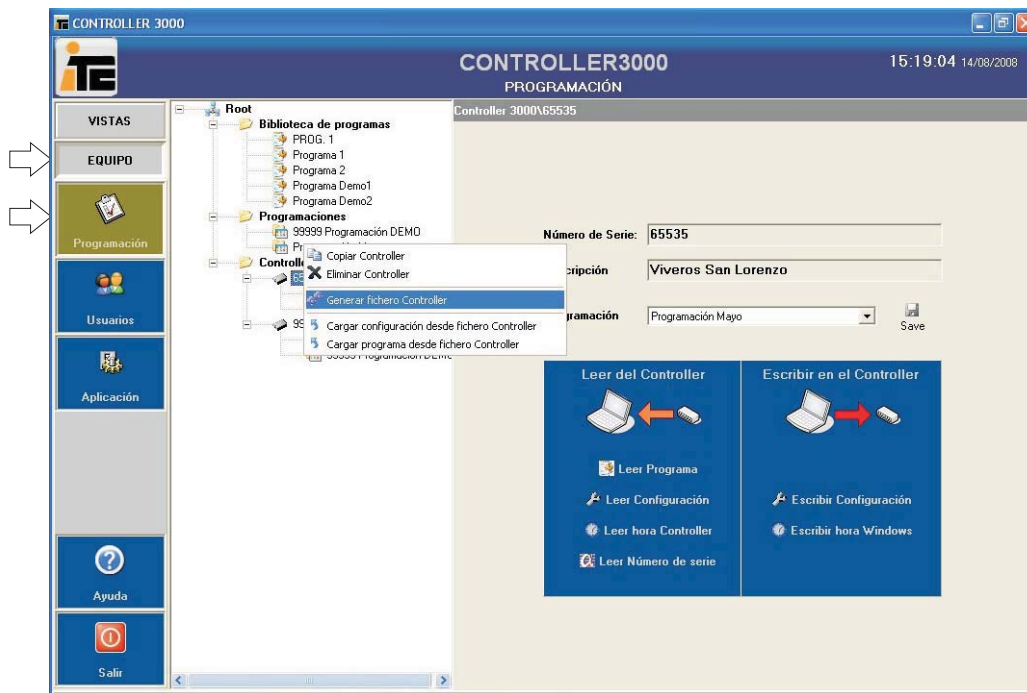 CONTROLLER 3000
iTC
CONTROLLER3000
PROGRAMACIÓN
15:19:04 14/08/2008
VISTAS
EQUIPO
Programación
Usuarios
Aplicación
Ayuda
Salir
Root
Biblioteca de programas
PROG. 1
Programa 1
Programa 2
Programa Demo1
Programa Demo2
Programaciones
99999 Programación DEMO
Copiar Controller
Eliminar Controller
Generar fichero Controller
Cargar configuración desde fichero Controller
Cargar programa desde fichero Controller
99999 Programación DEMO
Controller 3000\65535
Número de Serie: 65535
Viveros San Lorenzo
Programación Mayo
Save
Leer del Controller
Leer Programa
Leer Configuración
Leer hora Controller
Leer Número de serie
Escribir en el Controller
Escribir Configuración
Escribir hora Windows